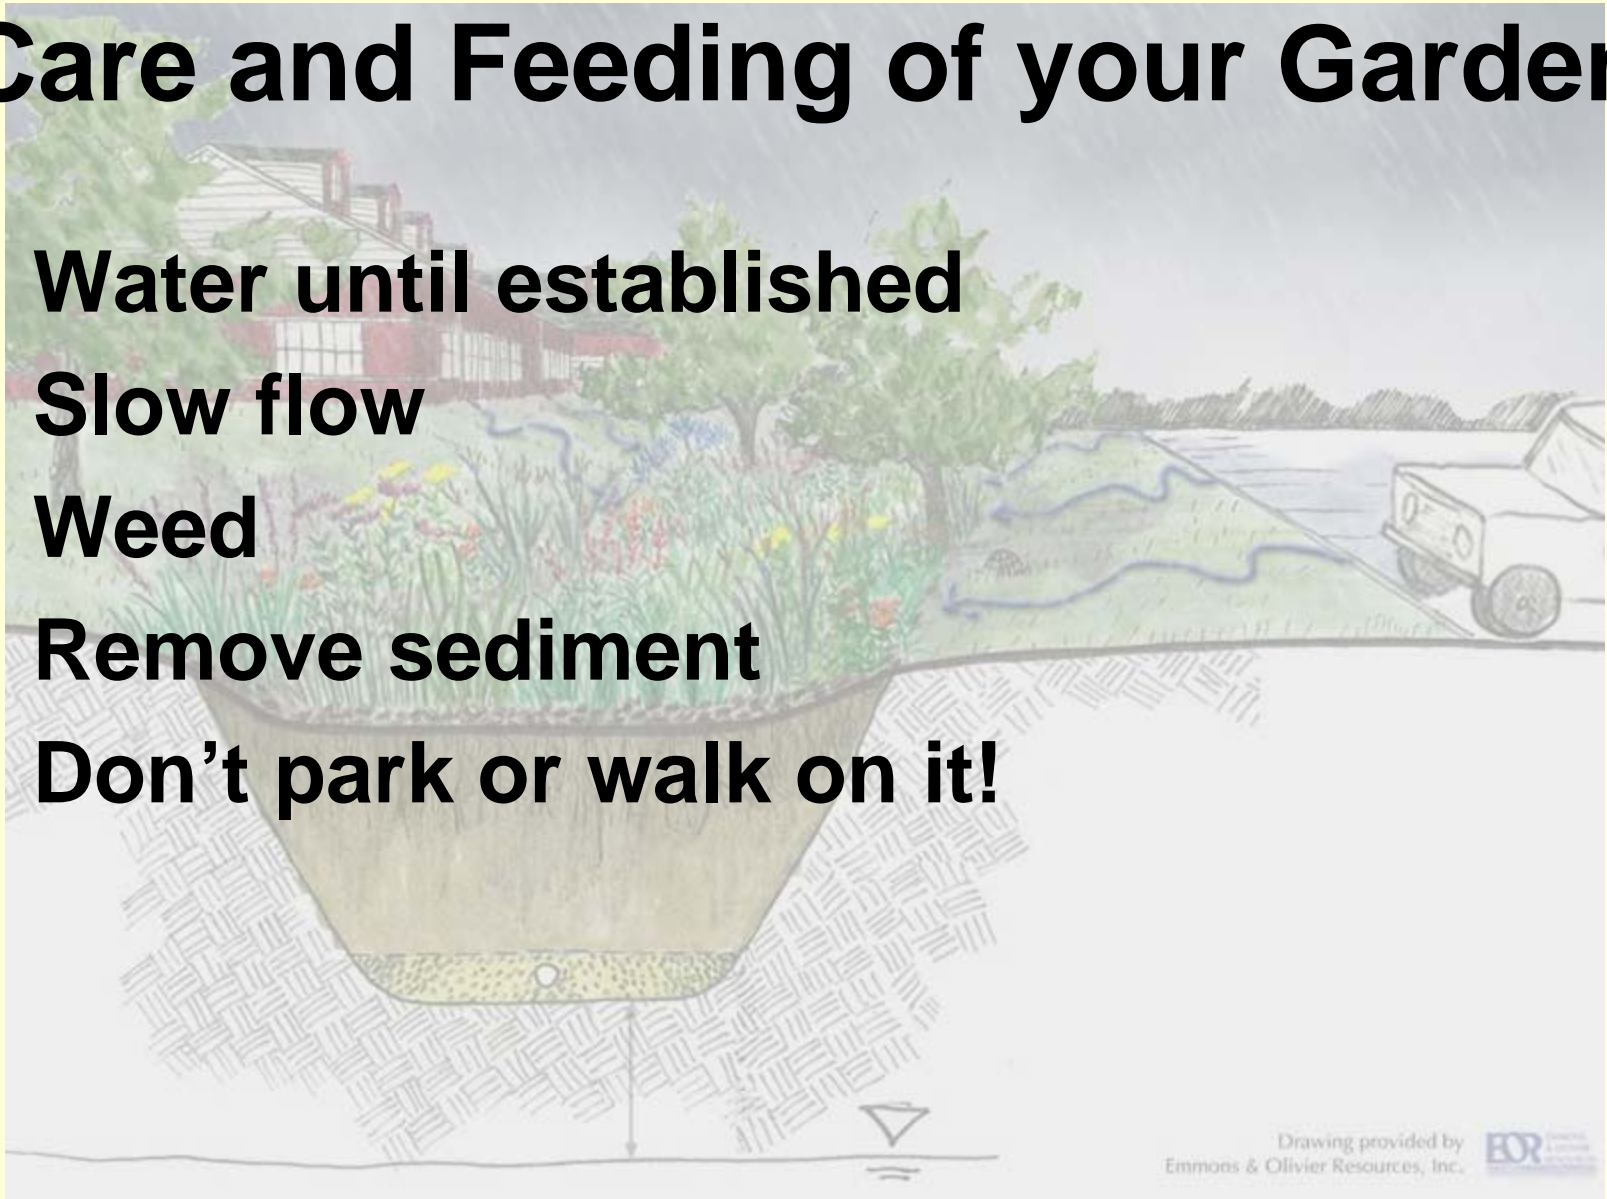 Care and Feeding of your Garden
Water until established
Slow flow
Weed
Remove sediment
Don’t park or walk on it!
Drawing provided by
Emmons & Olivier Resources, Inc.
EOR